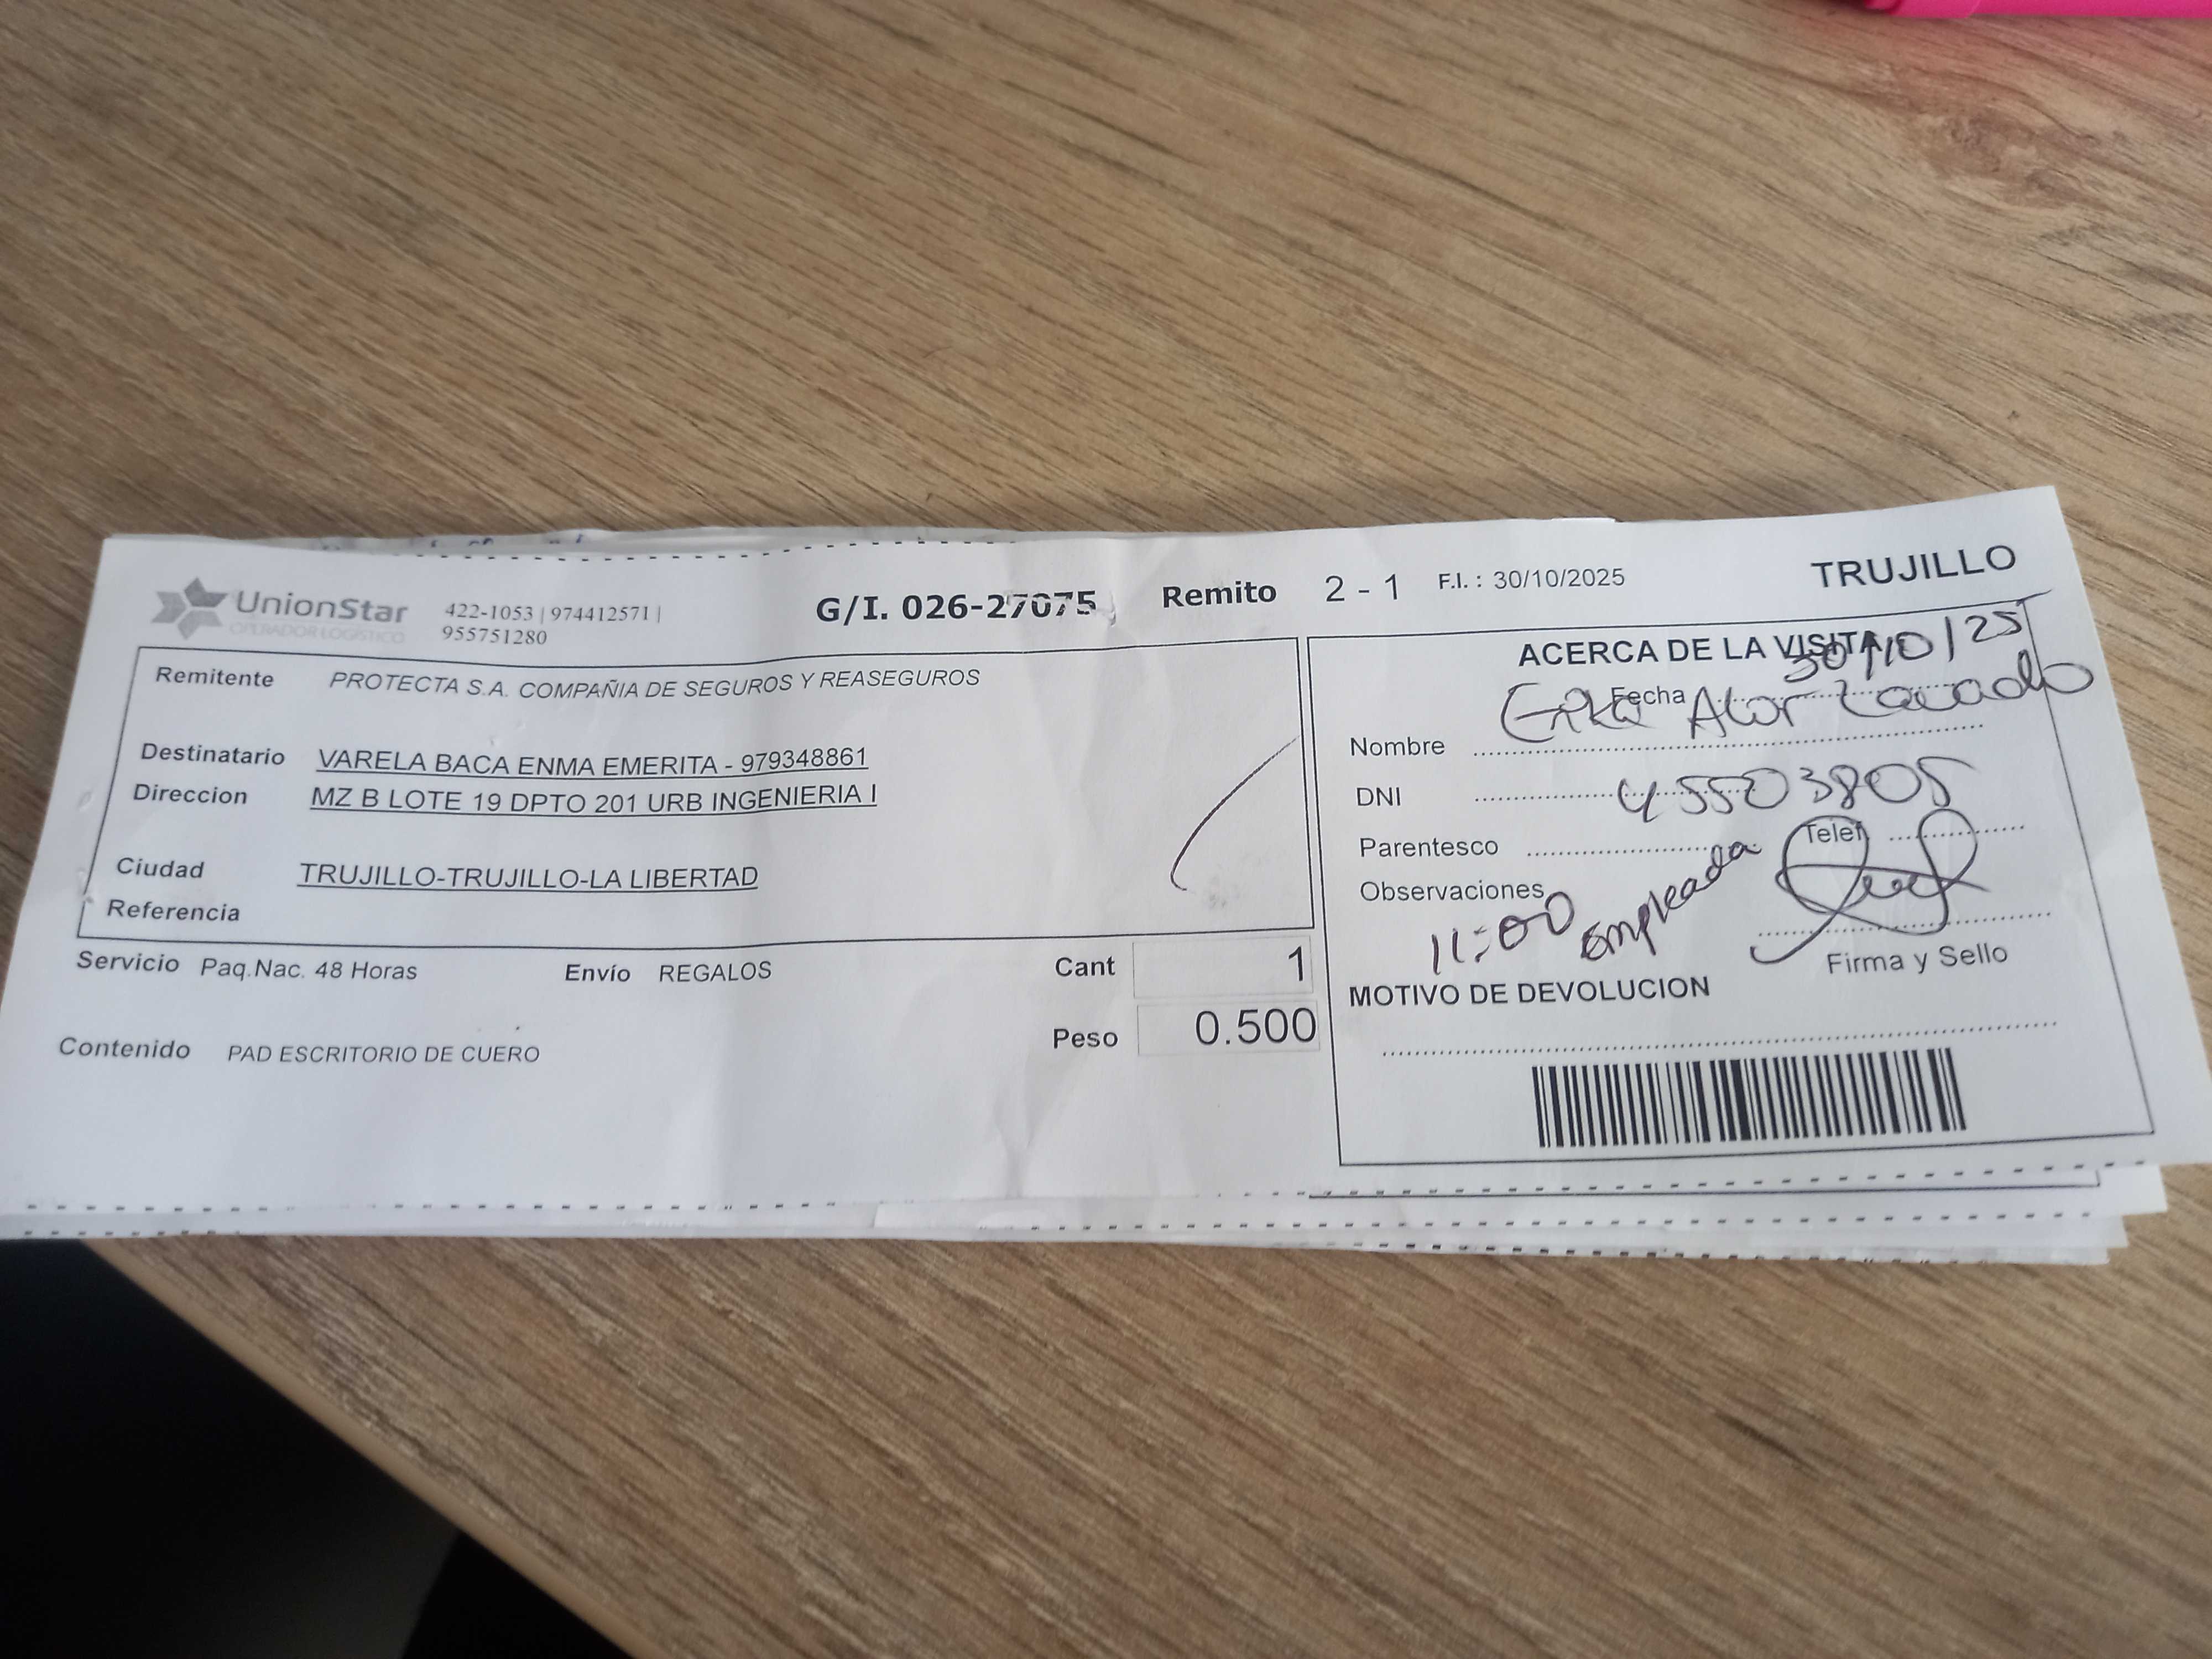 UnionStar
OPERADOR LOGÍSTICO
422-1053 | 974412571 |
955751280
G/I. 026-27075
Remito 2 - 1
F.I. : 30/10/2025
TRUJILLO
Remitente PROTECTA S.A. COMPAÑIA DE SEGUROS Y REASEGUROS
Destinatario VARELA BACA ENMA EMERITA - 979348861
Direccion MZ B LOTE 19 DPTO 201 URB INGENIERIA I
Ciudad TRUJILLO-TRUJILLO-LA LIBERTAD
Referencia
Servicio Paq.Nac. 48 Horas Envío REGALOS Cant 1
Peso 0.500
Contenido PAD ESCRITORIO DE CUERO
ACERCA DE LA VISITA
Fecha 30/10/25
Nombre Erika
DNI 45503805
Parentesco Telef
Observaciones
11:00 empleada
Firma y Sello
MOTIVO DE DEVOLUCION